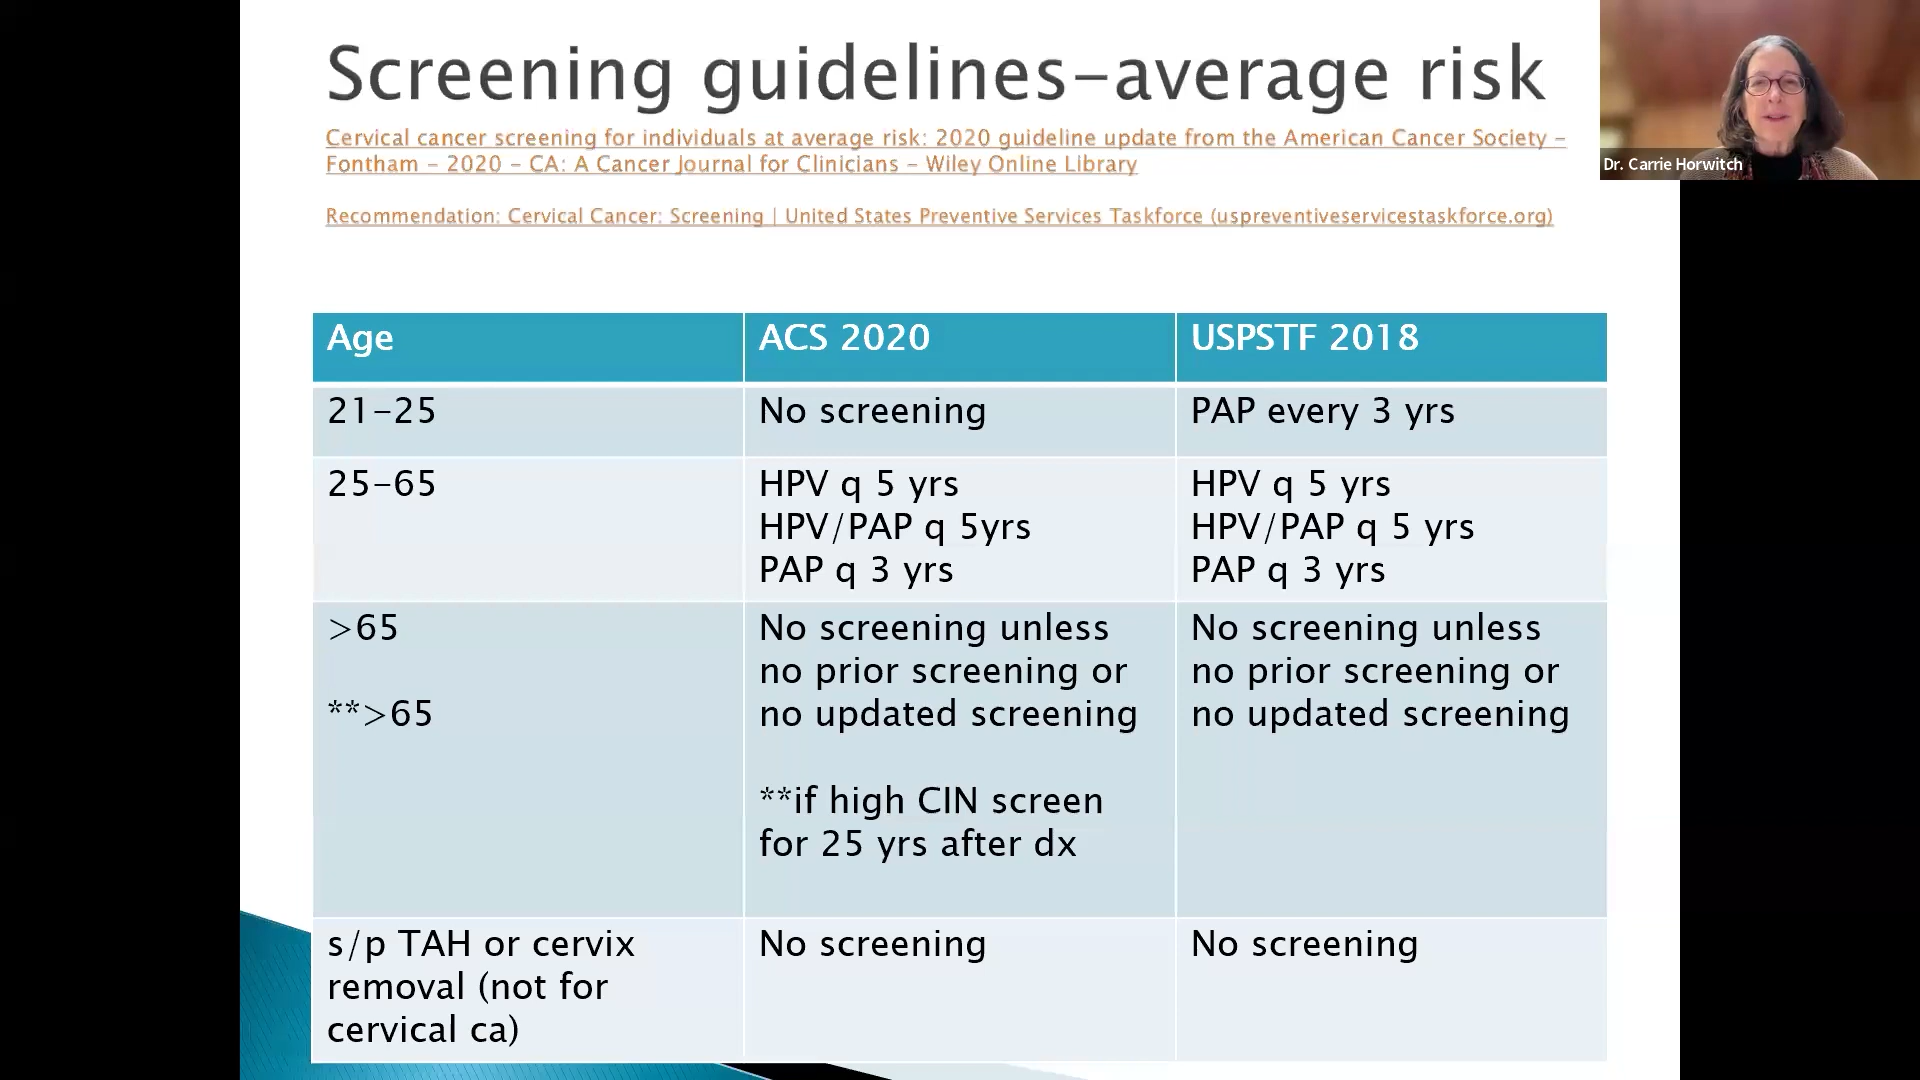 Screening guidelines-average risk
Cervical cancer screening for individuals at average risk: 2020 guideline update from the American Cancer Society -
Fontham - 2020 - CA: A Cancer Journal for Clinicians - Wiley Online Library
Recommendation: Cervical Cancer: Screening | United States Preventive Services Taskforce (uspreventiveservicestaskforce.org)
Dr. Carrie Horwitch
Age
ACS 2020
USPSTF 2018
21-25
No screening
PAP every 3 yrs
25-65
HPV q 5 yrs
HPV/PAP q 5yrs
PAP q 3 yrs
HPV q 5 yrs
HPV/PAP q 5 yrs
PAP q 3 yrs
>65
**>65
No screening unless
no prior screening or
no updated screening
**if high CIN screen
for 25 yrs after dx
No screening unless
no prior screening or
no updated screening
s/p TAH or cervix
removal (not for
cervical ca)
No screening
No screening